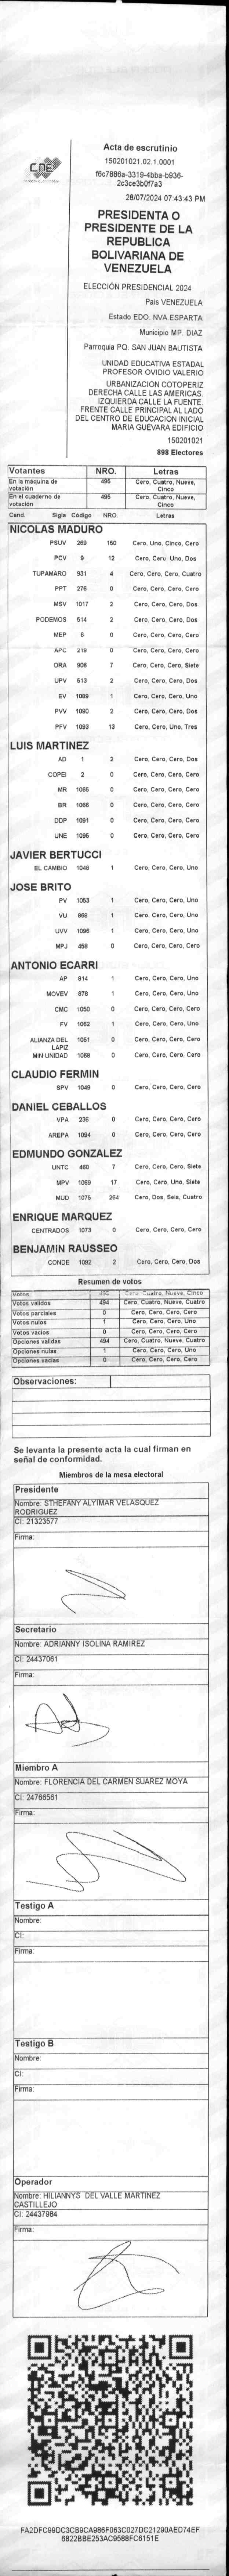 CNE
Acta de escrutinio
150201021.02.1.0001
f6c7886a-3319-4bba-b936-
2c3ce3b0f7a3
28/07/2024 07:43:43 PM
PRESIDENTA O
PRESIDENTE DE LA
REPUBLICA
BOLIVARIANA DE
VENEZUELA
ELECCIÓN PRESIDENCIAL 2024
País VENEZUELA
Estado EDO. NVA.ESPARTA
Municipio MP. DIAZ
Parroquia PQ. SAN JUAN BAUTISTA
UNIDAD EDUCATIVA ESTADAL
PROFESOR OVIDIO VALERIO
URBANIZACION COTOPERIZ
DERECHA CALLE LAS AMERICAS.
IZQUIERDA CALLE LA FUENTE.
FRENTE CALLE PRINCIPAL AL LADO
DEL CENTRO DE EDUCACION INICIAL
MARIA GUEVARA EDIFICIO
150201021
898 Electores
Votantes NRO. Letras
En la máquina de votación 495 Cero, Cuatro, Nueve, Cinco
En el cuaderno de votación 495 Cero, Cuatro, Nueve, Cinco
Cand. Sigla Código NRO. Letras
NICOLAS MADURO
PSUV 269 150 Cero, Uno, Cinco, Cero
PCV 9 12 Cero, Cero, Uno, Dos
TUPAMARO 931 4 Cero, Cero, Cero, Cuatro
PPT 276 0 Cero, Cero, Cero, Cero
MSV 1017 2 Cero, Cero, Cero, Dos
PODEMOS 514 2 Cero, Cero, Cero, Dos
MEP 6 0 Cero, Cero, Cero, Cero
APC 219 0 Cero, Cero, Cero, Cero
ORA 906 7 Cero, Cero, Cero, Siete
UPV 513 2 Cero, Cero, Cero, Dos
EV 1089 1 Cero, Cero, Cero, Uno
PVV 1090 2 Cero, Cero, Cero, Dos
PFV 1093 13 Cero, Cero, Uno, Tres
LUIS MARTINEZ
AD 1 2 Cero, Cero, Cero, Dos
COPEI 2 0 Cero, Cero, Cero, Cero
MR 1065 0 Cero, Cero, Cero, Cero
BR 1066 0 Cero, Cero, Cero, Cero
DDP 1091 0 Cero, Cero, Cero, Cero
UNE 1095 0 Cero, Cero, Cero, Cero
JAVIER BERTUCCI
EL CAMBIO 1048 1 Cero, Cero, Cero, Uno
JOSE BRITO
PV 1053 1 Cero, Cero, Cero, Uno
VU 868 1 Cero, Cero, Cero, Uno
UVV 1096 1 Cero, Cero, Cero, Uno
MPJ 458 0 Cero, Cero, Cero, Cero
ANTONIO ECARRI
AP 814 1 Cero, Cero, Cero, Uno
MOVEV 878 1 Cero, Cero, Cero, Uno
CMC 1050 0 Cero, Cero, Cero, Cero
FV 1062 1 Cero, Cero, Cero, Uno
ALIANZA DEL LAPIZ 1051 0 Cero, Cero, Cero, Cero
MIN UNIDAD 1068 0 Cero, Cero, Cero, Cero
CLAUDIO FERMIN
SPV 1049 0 Cero, Cero, Cero, Cero
DANIEL CEBALLOS
VPA 236 0 Cero, Cero, Cero, Cero
AREPA 1094 0 Cero, Cero, Cero, Cero
EDMUNDO GONZALEZ
UNTC 460 7 Cero, Cero, Cero, Siete
MPV 1069 17 Cero, Cero, Uno, Siete
MUD 1075 264 Cero, Dos, Seis, Cuatro
ENRIQUE MARQUEZ
CENTRADOS 1073 0 Cero, Cero, Cero, Cero
BENJAMIN RAUSSEO
CONDE 1092 2 Cero, Cero, Cero, Dos
Resumen de votos
Votos 495 Cero, Cuatro, Nueve, Cinco
Votos validos 494 Cero, Cuatro, Nueve, Cuatro
Votos parciales 0 Cero, Cero, Cero, Cero
Votos nulos 1 Cero, Cero, Cero, Uno
Votos vacios 0 Cero, Cero, Cero, Cero
Opciones validas 494 Cero, Cuatro, Nueve, Cuatro
Opciones nulas 1 Cero, Cero, Cero, Uno
Opciones vacias 0 Cero, Cero, Cero, Cero
Observaciones:
Se levanta la presente acta la cual firman en
señal de conformidad.
Miembros de la mesa electoral
Presidente
Nombre: STHEFANY ALYIMAR VELASQUEZ
RODRIGUEZ
CI: 21323577
Firma:
Secretario
Nombre: ADRIANNY ISOLINA RAMIREZ
CI: 24437061
Firma:
Miembro A
Nombre: FLORENCIA DEL CARMEN SUAREZ MOYA
CI: 24766561
Firma:
Testigo A
Nombre:
CI:
Firma:
Testigo B
Nombre:
CI:
Firma:
Operador
Nombre: HILIANNYS DEL VALLE MARTINEZ
CASTILLEJO
CI: 24437984
Firma:
FA2DFC99DC3CB9CA986F063C027DC21290AED74EF
6822BBE253AC9588FC6151E